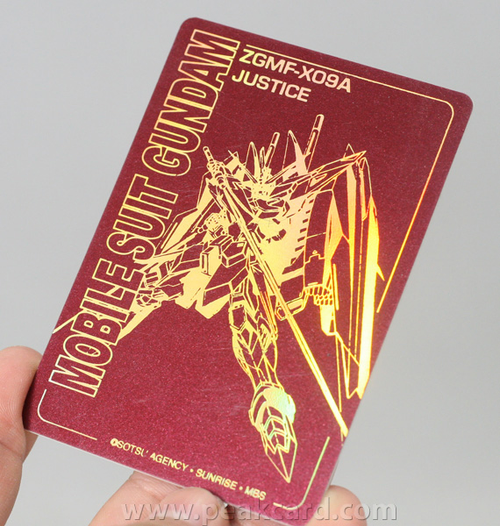 ZGMF-X09A
JUSTICE
MOBILE SUIT GUNDAM
©SOTSU AGENCY • SUNRISE • MBS
www.peakcard.com